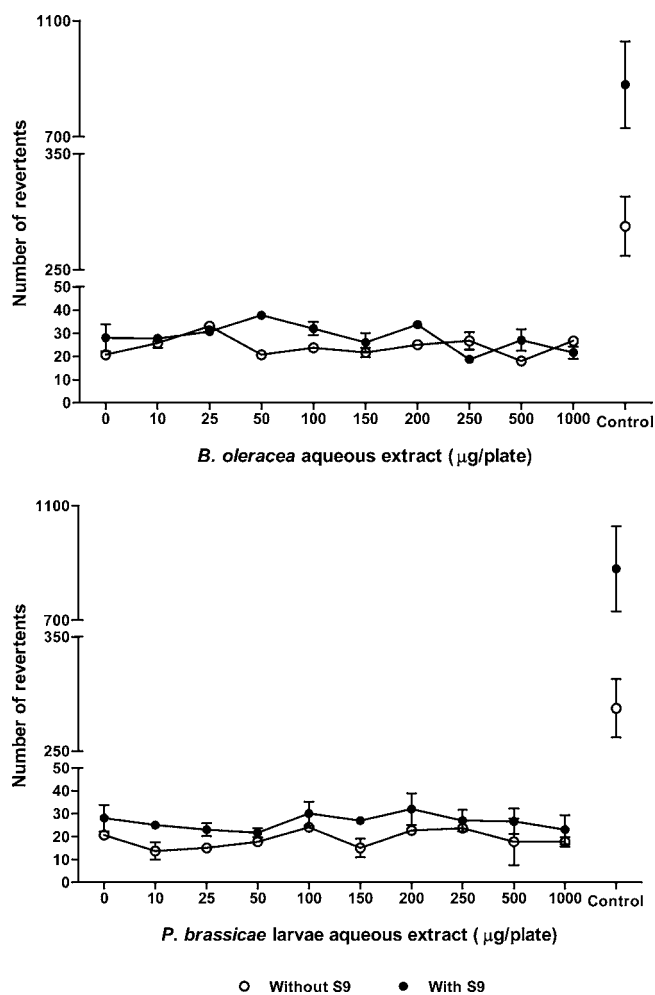 1100
700
350
250
50
40
30
20
10
0
Number of revertents
0 10 25 50 100 150 200 250 500 1000 Control
B. oleracea aqueous extract (μg/plate)
1100
700
350
250
50
40
30
20
10
0
Number of revertents
0 10 25 50 100 150 200 250 500 1000 Control
P. brassicae larvae aqueous extract (μg/plate)
Without S9 With S9